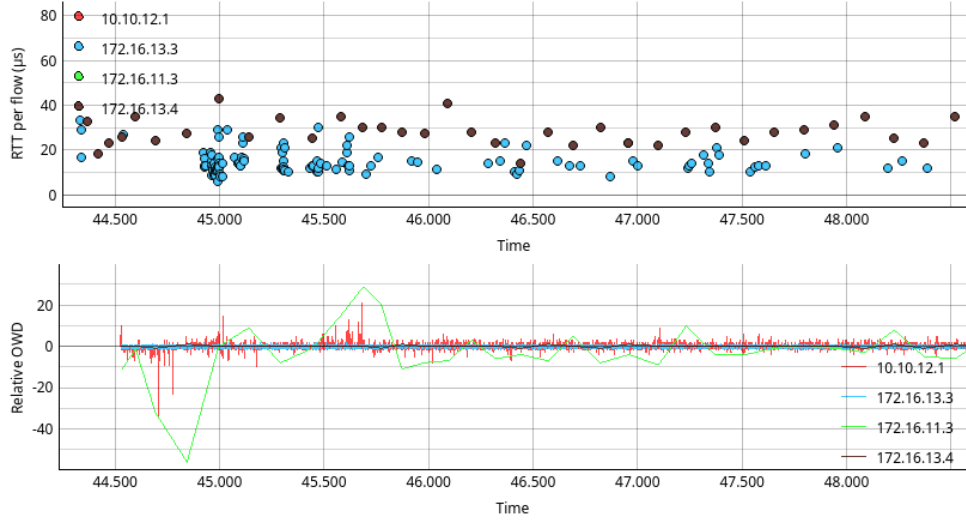 80
60
40
20
0
RTT per flow (μs)
10.10.12.1
172.16.13.3
172.16.11.3
172.16.13.4
44.500 45.000 45.500 46.000 46.500 47.000 47.500 48.000
Time
20
0
-20
-40
Relative OWD
10.10.12.1
172.16.13.3
172.16.11.3
172.16.13.4
44.500 45.000 45.500 46.000 46.500 47.000 47.500 48.000
Time